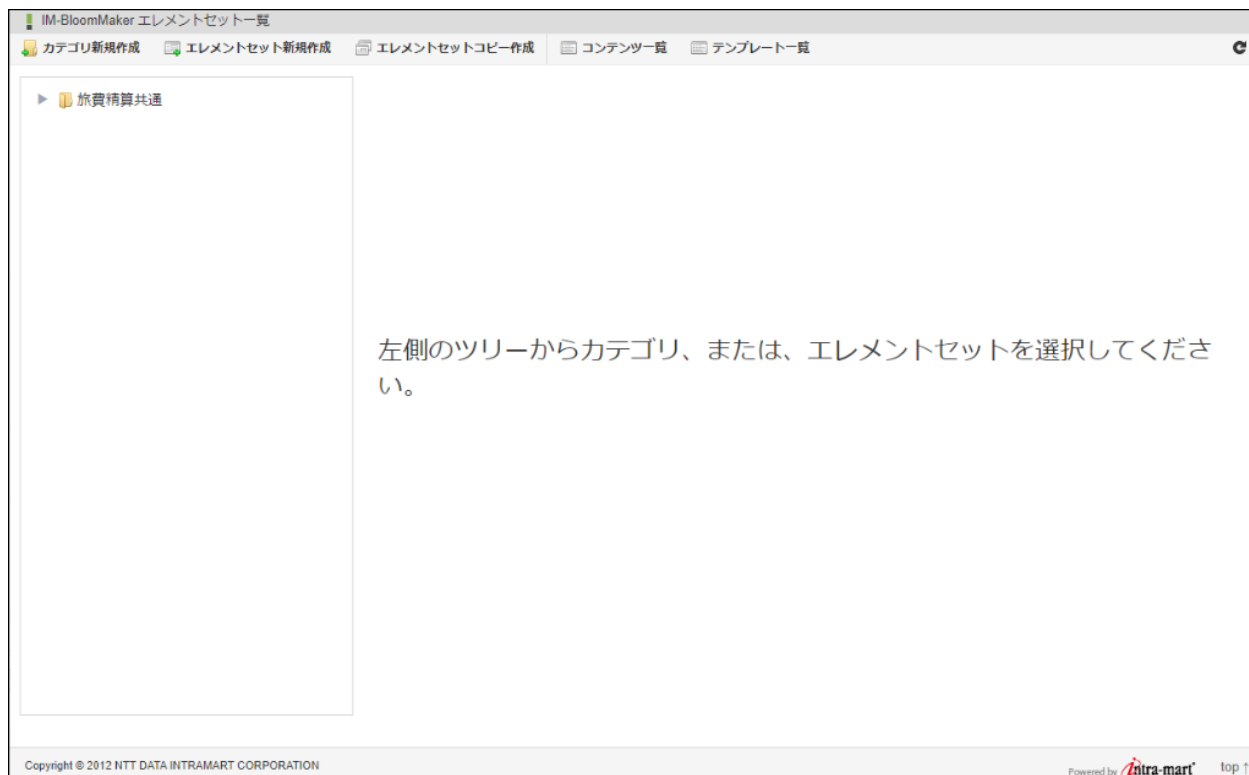 IM-BloomMaker エレメントセット一覧
カテゴリ新規作成 エレメントセット新規作成 エレメントセットコピー作成 コンテンツ一覧 テンプレート一覧
旅費精算共通
左側のツリーからカテゴリ、または、エレメントセットを選択してくださ
い。
Copyright © 2012 NTT DATA INTRAMART CORPORATION
Powered by intra-mart top ↑